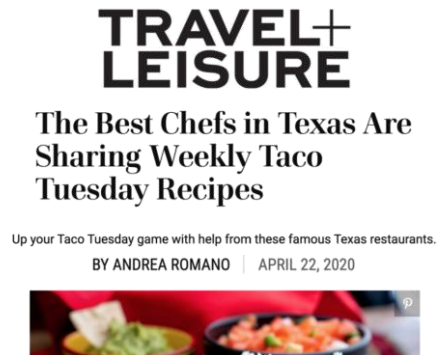 TRAVEL+
LEISURE
The Best Chefs in Texas Are
Sharing Weekly Taco
Tuesday Recipes
Up your Taco Tuesday game with help from these famous Texas restaurants.
BY ANDREA ROMANO | APRIL 22, 2020